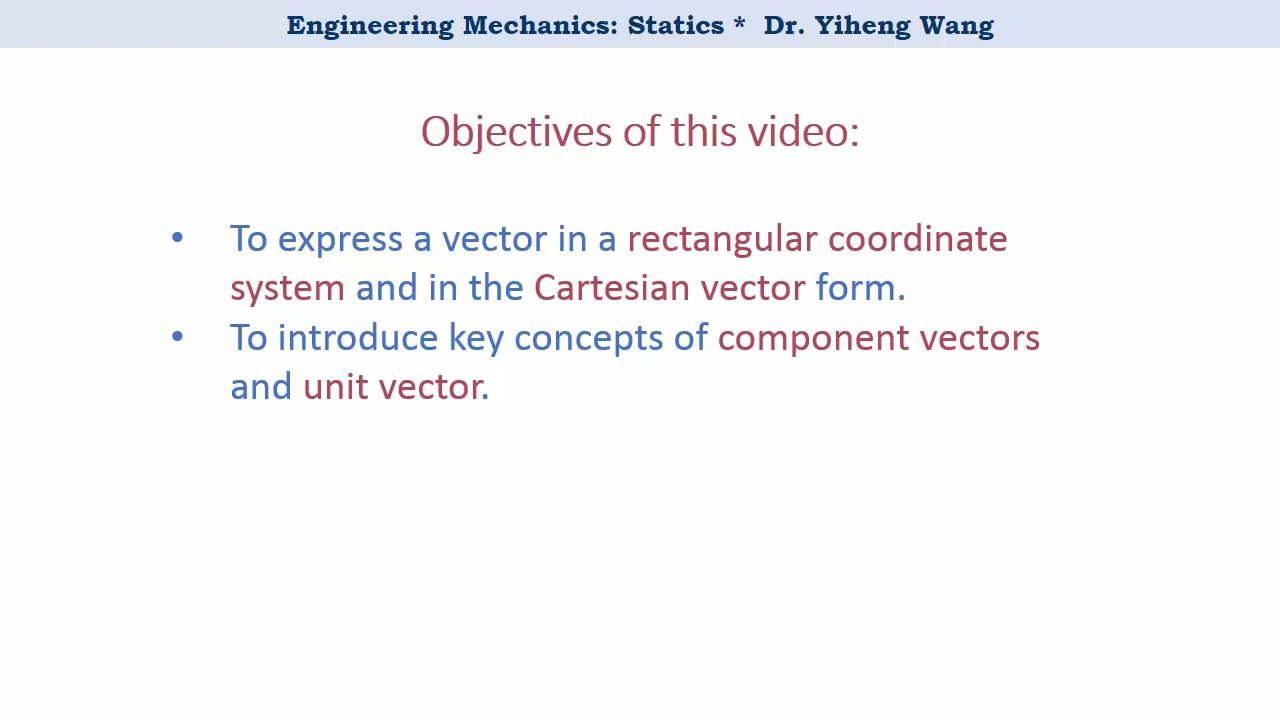 Engineering Mechanics: Statics * Dr. Yiheng Wang
Objectives of this video:
• To express a vector in a rectangular coordinate
system and in the Cartesian vector form.
• To introduce key concepts of component vectors
and unit vector.